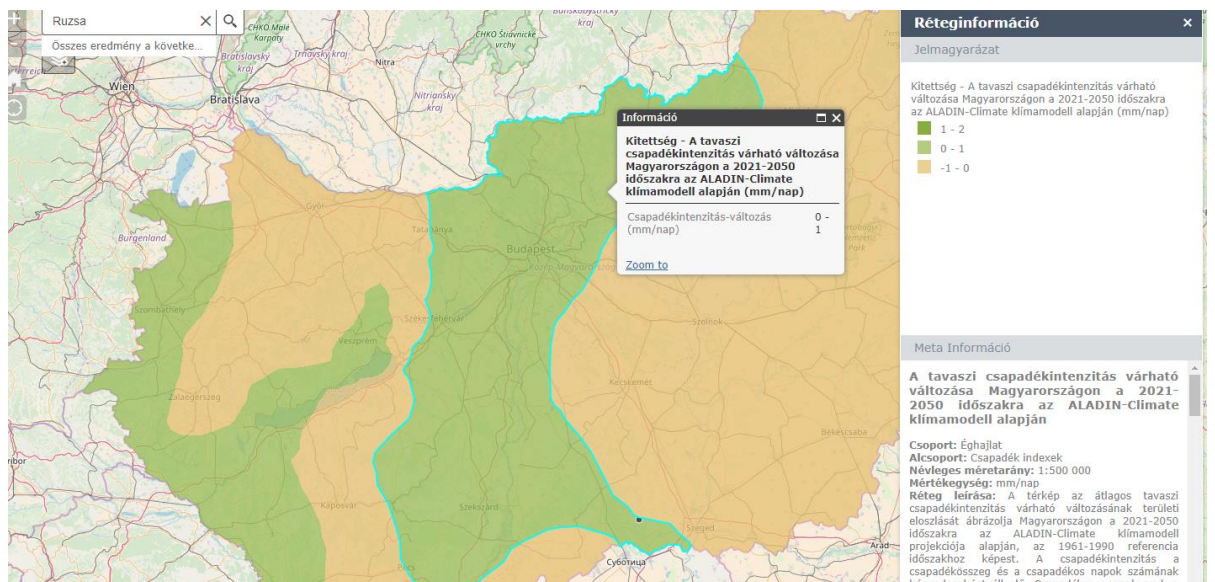 Ruzsa
Összes eredmény a követke...
CHKO Malé
Karpaty
Bratislavský
kraj
Trnavský kraj
Nitra
Nitriansky
kraj
CHKO Štiavnické
vrchy
Banskobystrický
kraj
Wien
Bratislava
Burgenland
Győr
Tatabánya
Budapest
Közép-Magyarország
Szombathely
Székesfehérvár
Veszprém
Zalaegerszeg
Kaposvár
Szekszárd
Pécs
Szolnok
Kecskemét
Békéscsaba
Szeged
Суботица
Arad
Információ
Kitettség - A tavaszi
csapadékintenzitás várható változása
Magyarországon a 2021-2050
időszakra az ALADIN-Climate
klímamodell alapján (mm/nap)
Csapadékintenzitás-változás 0 -
(mm/nap) 1
Zoom to
Réteginformáció
Jelmagyarázat
Kitettség - A tavaszi csapadékintenzitás várható
változása Magyarországon a 2021-2050 időszakra
az ALADIN-Climate klímamodell alapján (mm/nap)
1 - 2
0 - 1
-1 - 0
Meta Információ
A tavaszi csapadékintenzitás várható
változása Magyarországon a 2021-
2050 időszakra az ALADIN-Climate
klímamodell alapján
Csoport: Éghajlat
Alcsoport: Csapadék indexek
Névleges méretarány: 1:500 000
Mértékegység: mm/nap
Réteg leírása: A térkép az átlagos tavaszi
csapadékintenzitás várható változásának területi
eloszlását ábrázolja Magyarországon a 2021-2050
időszakra az ALADIN-Climate klímamodell
projekciója alapján, az 1961-1990 referencia
időszakhoz képest. A csapadékintenzitás a
csapadékösszeg és a csapadékos napok számának